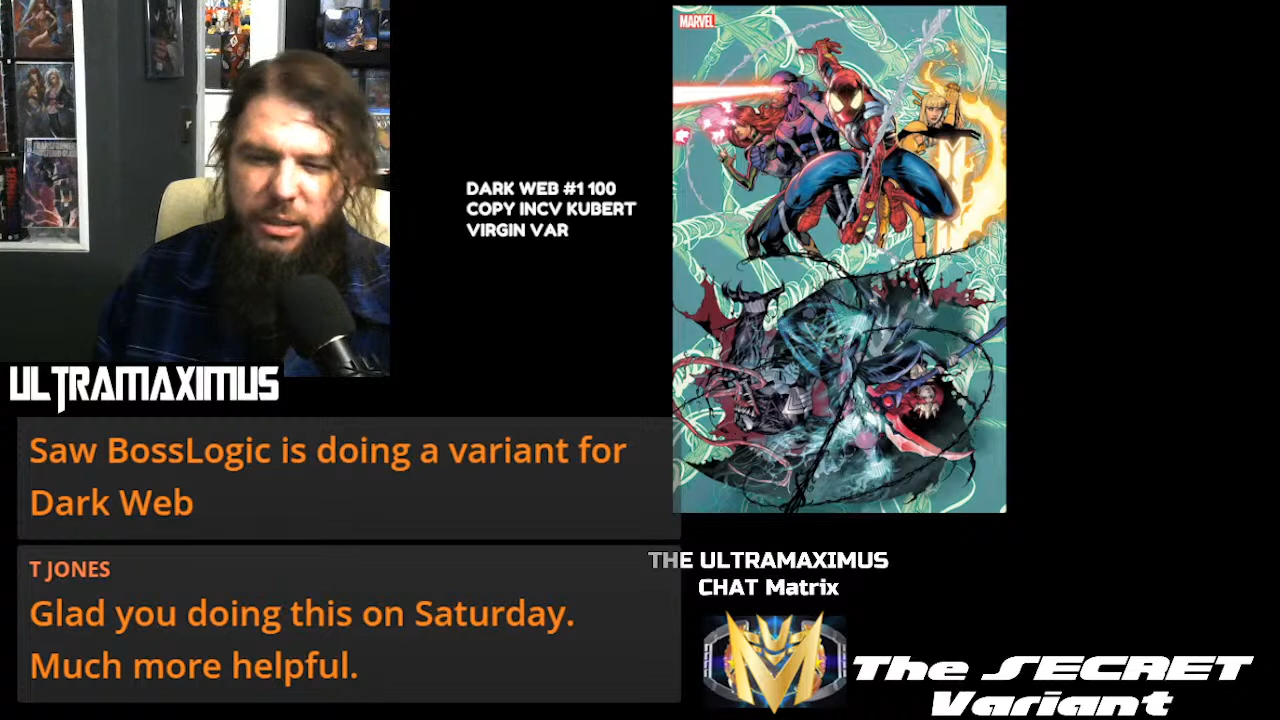 MARVEL
DARK WEB #1 100
COPY INCV KUBERT
VIRGIN VAR
ULTRAMAXIMUS
Saw BossLogic is doing a variant for
Dark Web
T JONES
Glad you doing this on Saturday.
Much more helpful.
THE ULTRAMAXIMUS
CHAT Matrix
The SECRET
Variant